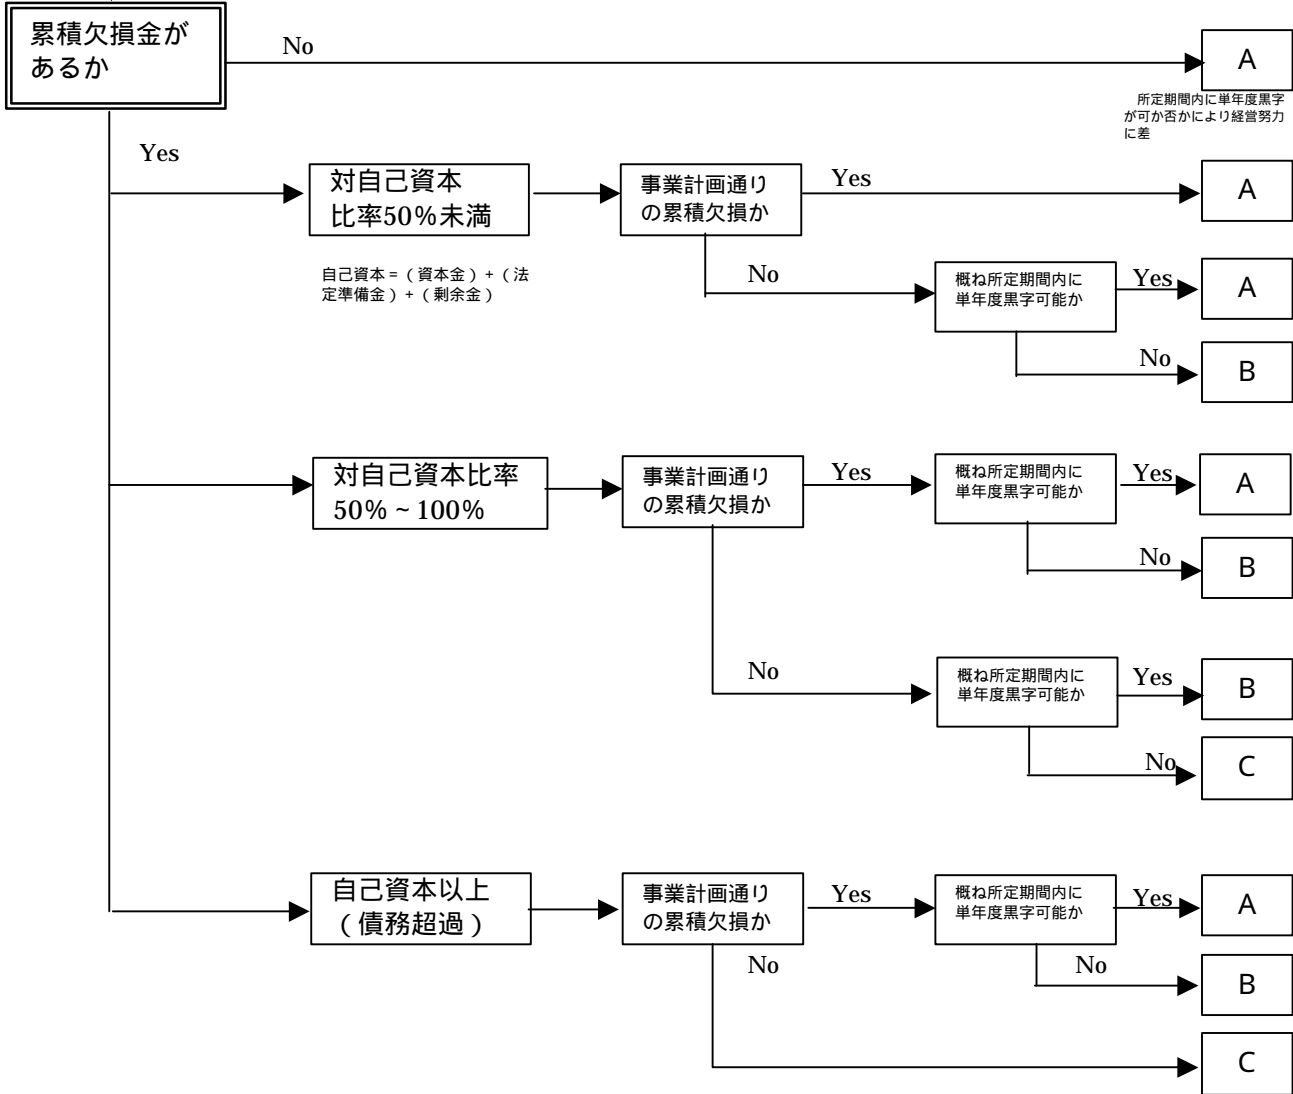 累積欠損金が
あるか
No
A
所定期間内に単年度黒字
が可か否かにより経営努力
に差
Yes
対自己資本
比率50%未満
事業計画通り
の累積欠損か
Yes
A
自己資本=(資本金)+(法
定準備金)+(剰余金)
No
概ね所定期間内に
単年度黒字可能か
Yes
A
No
B
対自己資本比率
50%~100%
事業計画通り
の累積欠損か
Yes
概ね所定期間内に
単年度黒字可能か
Yes
A
No
B
No
概ね所定期間内に
単年度黒字可能か
Yes
B
No
C
自己資本以上
(債務超過)
事業計画通り
の累積欠損か
Yes
概ね所定期間内に
単年度黒字可能か
Yes
A
No
No
B
C